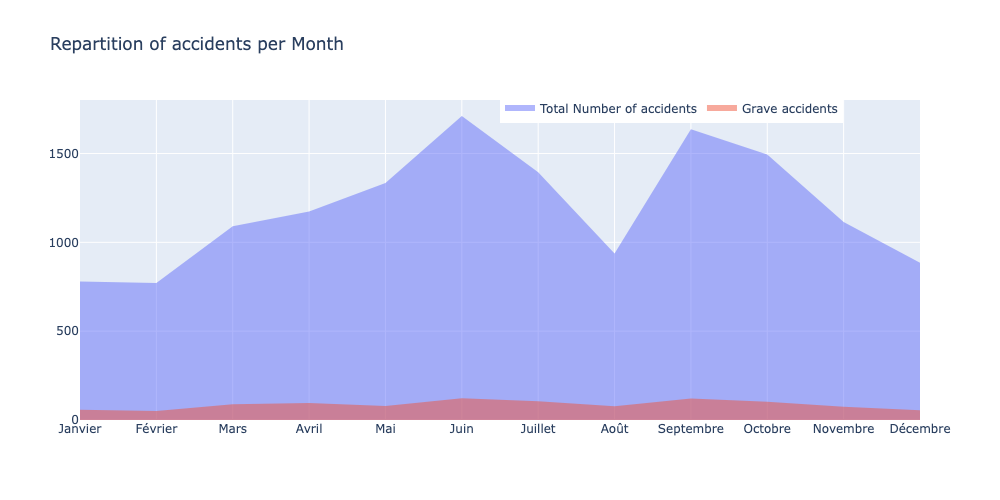 Repartition of accidents per Month
Total Number of accidents Grave accidents
1500
1000
500
0
Janvier Février Mars Avril Mai Juin Juillet Août Septembre Octobre Novembre Décembre